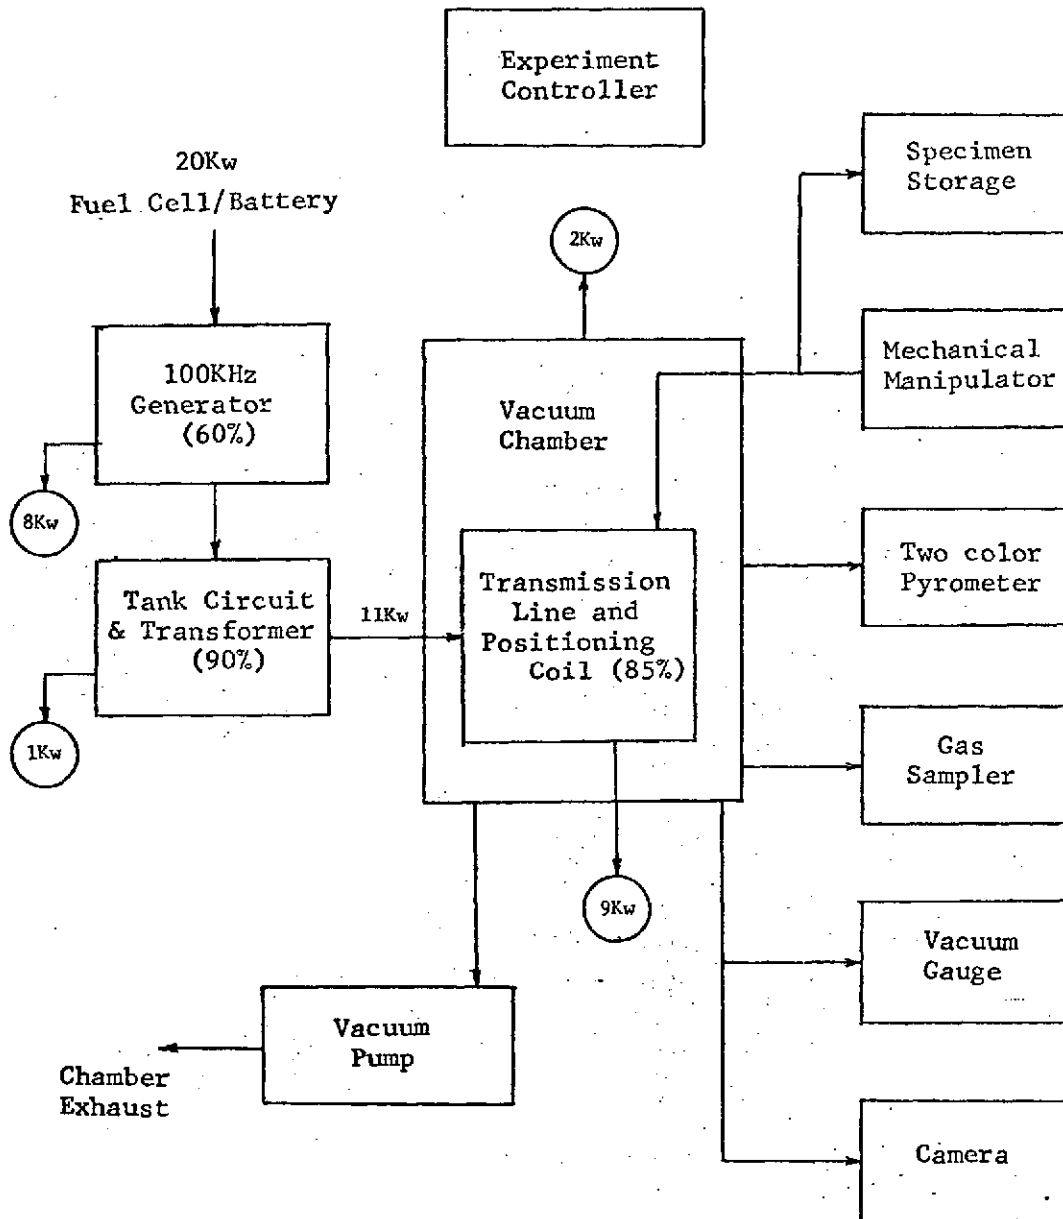 Experiment
Controller
20Kw
Fuel Cell/Battery
Specimen
Storage
2Kw
100KHz
Generator
(60%)
Mechanical
Manipulator
Vacuum
Chamber
8Kw
Tank Circuit
& Transformer
(90%)
11Kw
Transmission
Line and
Positioning
Coil (85%)
Two color
Pyrometer
1Kw
Gas
Sampler
9Kw
Vacuum
Gauge
Vacuum
Pump
Chamber
Exhaust
Camera